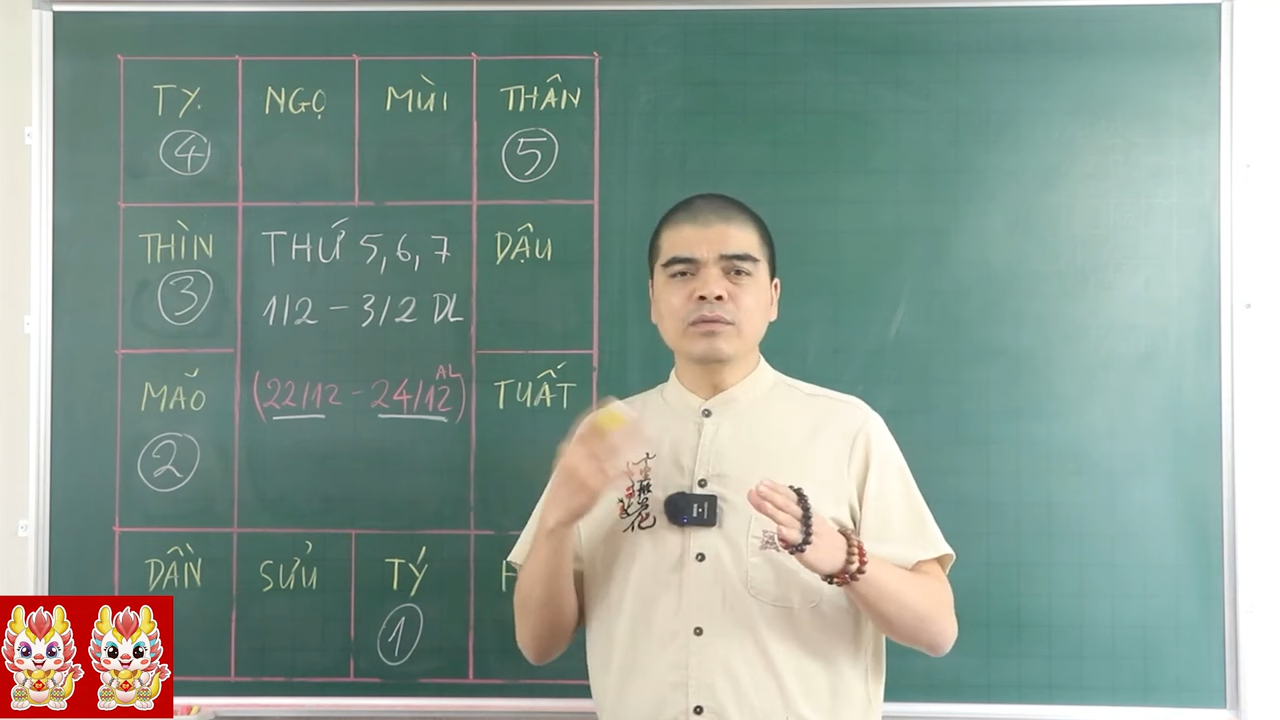 TY.
④
NGỌ
MÙI
THÂN
⑤
THÌN
③
THỨ 5, 6, 7
1/2 – 3/2 DL
(22/12 – 24/12) AL
DẬU
MÃO
②
TUẤT
DẦN
SỬU
TÝ
①